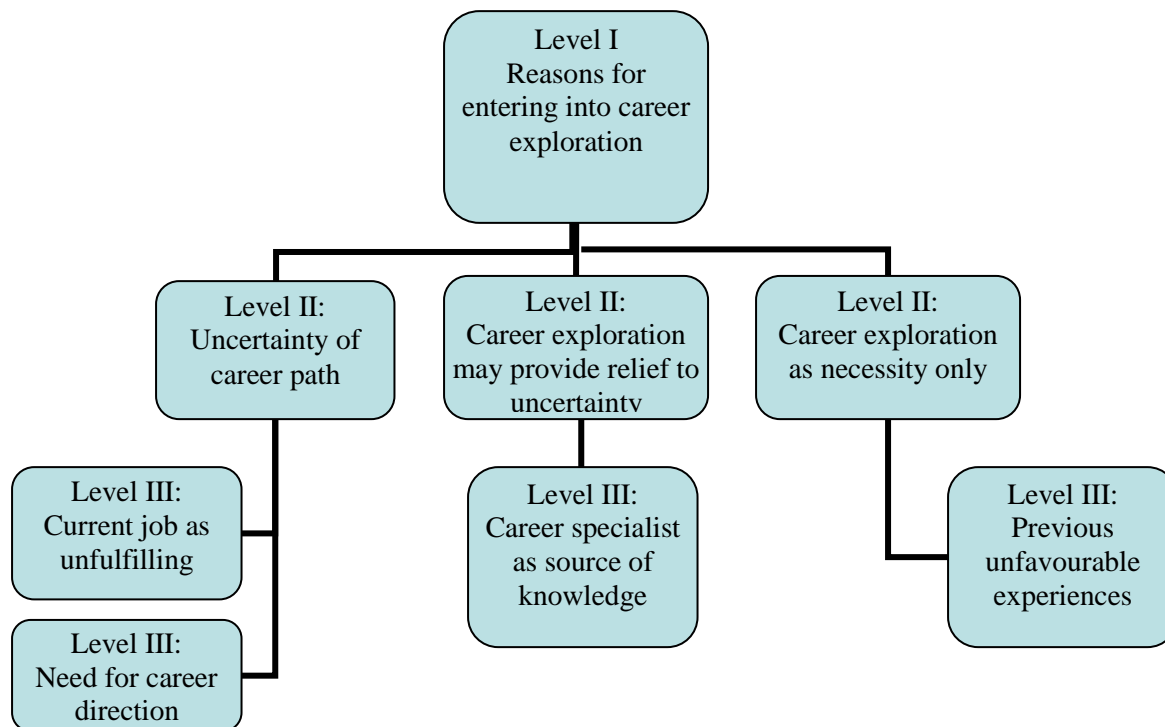 Level I
Reasons for
entering into career
exploration
Level II:
Uncertainty of
career path
Level II:
Career exploration
may provide relief to
uncertainty
Level II:
Career exploration
as necessity only
Level III:
Current job as
unfulfilling
Level III:
Career specialist
as source of
knowledge
Level III:
Previous
unfavourable
experiences
Level III:
Need for career
direction